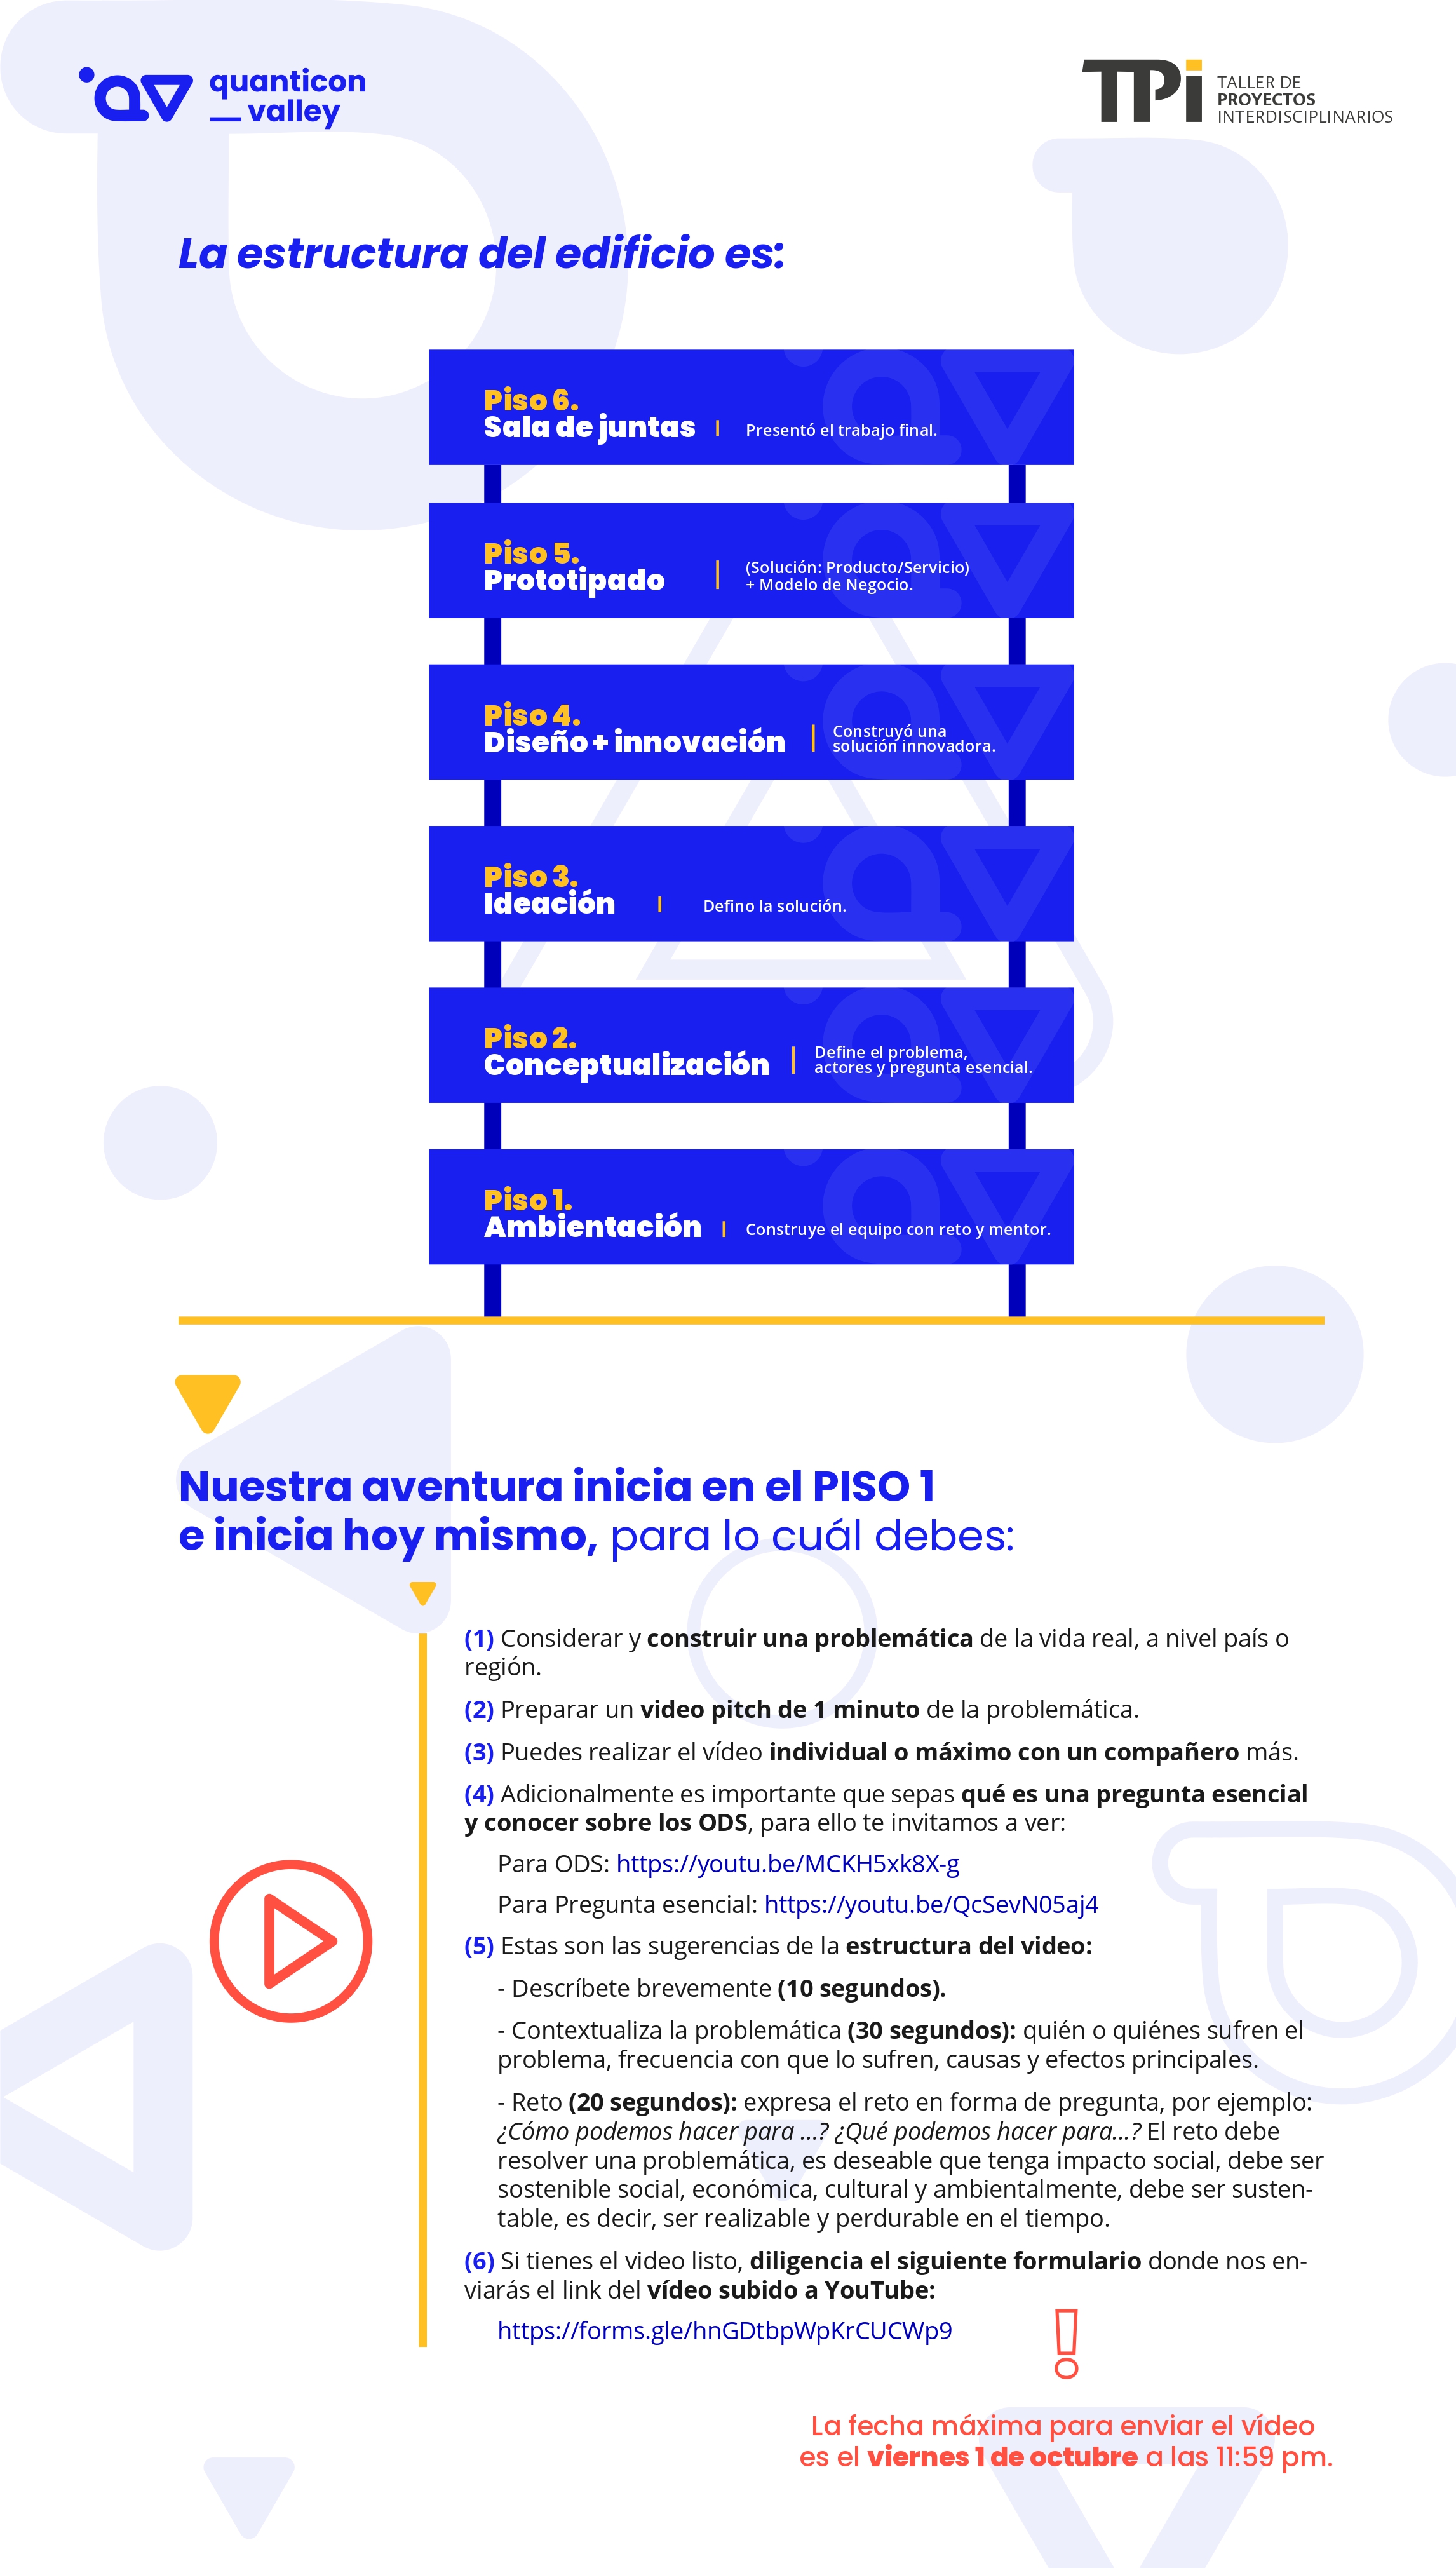 quanticon
valley
TPi
TALLER DE
PROYECTOS
INTERDISCIPLINARIOS
La estructura del edificio es:
Piso 6.
Sala de juntas
Presentó el trabajo final.
Piso 5.
Prototipado
(Solución: Producto/Servicio)
+ Modelo de Negocio.
Piso 4.
Diseño + innovación
Construyó una
solución innovadora.
Piso 3.
Ideación
Defino la solución.
Piso 2.
Conceptualización
Define el problema,
actores y pregunta esencial.
Piso 1.
Ambientación
Construye el equipo con reto y mentor.
Nuestra aventura inicia en el PISO 1
e inicia hoy mismo, para lo cuál debes:
(1) Considerar y construir una problemática de la vida real, a nivel país o
región.
(2) Preparar un video pitch de 1 minuto de la problemática.
(3) Puedes realizar el vídeo individual o máximo con un compañero más.
(4) Adicionalmente es importante que sepas qué es una pregunta esencial
y conocer sobre los ODS, para ello te invitamos a ver:
Para ODS: https://youtu.be/MCKH5xk8X-g
Para Pregunta esencial: https://youtu.be/QcSevN05aj4
(5) Estas son las sugerencias de la estructura del video:
- Descríbete brevemente (10 segundos).
- Contextualiza la problemática (30 segundos): quién o quiénes sufren el
problema, frecuencia con que lo sufren, causas y efectos principales.
- Reto (20 segundos): expresa el reto en forma de pregunta, por ejemplo:
¿Cómo podemos hacer para ...? ¿Qué podemos hacer para...? El reto debe
resolver una problemática, es deseable que tenga impacto social, debe ser
sostenible social, económica, cultural y ambientalmente, debe ser susten-
table, es decir, ser realizable y perdurable en el tiempo.
(6) Si tienes el video listo, diligencia el siguiente formulario donde nos en-
viarás el link del vídeo subido a YouTube:
https://forms.gle/hnGDtbpWpKrCUCWp9
!
La fecha máxima para enviar el vídeo
es el viernes 1 de octubre a las 11:59 pm.